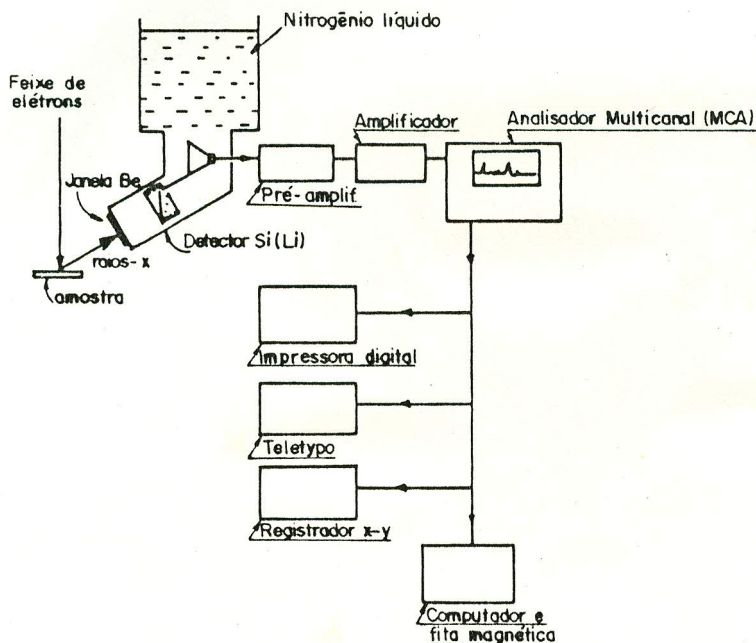 Nitrogênio líquido
Feixe de
elétrons
Amplificador
Analisador Multicanal (MCA)
Janela Be
Pré-amplif.
Detector Si(Li)
raios-x
amostra
Impressora digital
Teletypo
Registrador x-y
Computador e
fita magnética